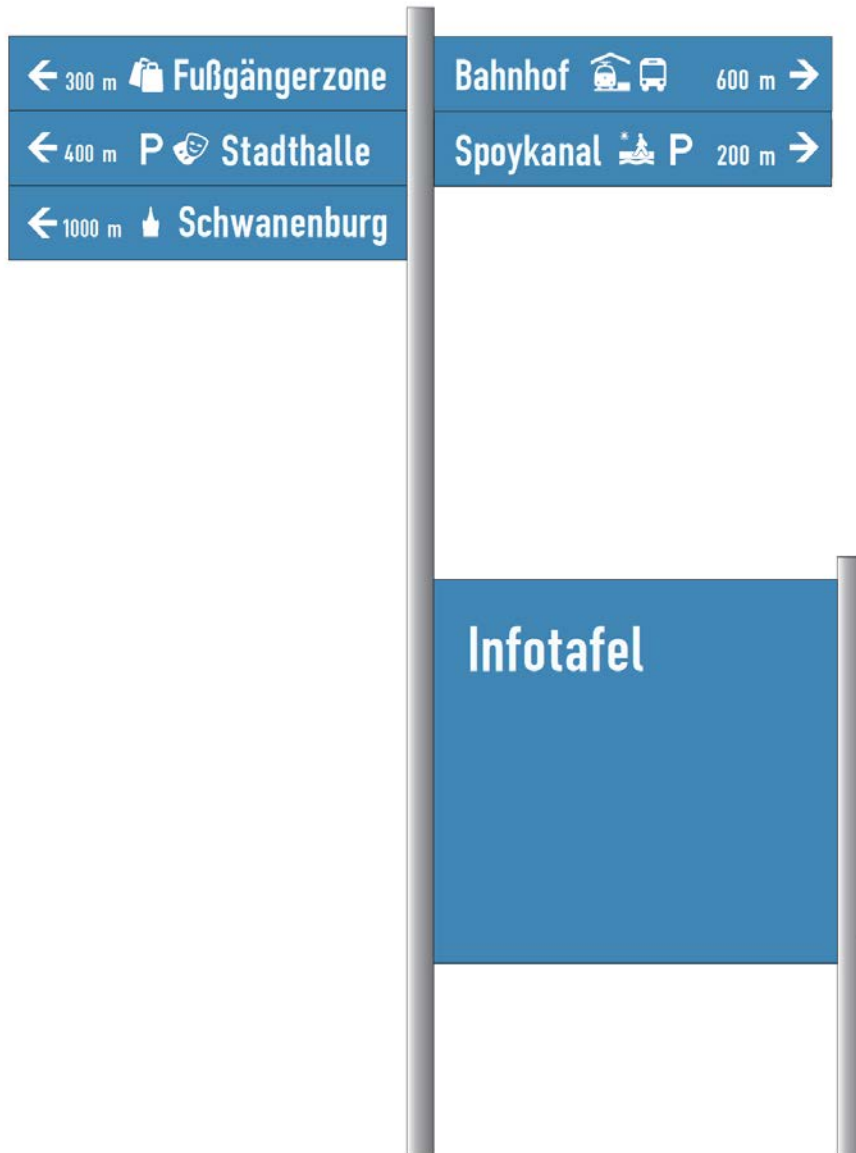 ← 300 m Fußgängerzone
← 400 m P Stadthalle
← 1000 m Schwanenburg
Bahnhof 600 m →
Spoykanal P 200 m →
Infotafel